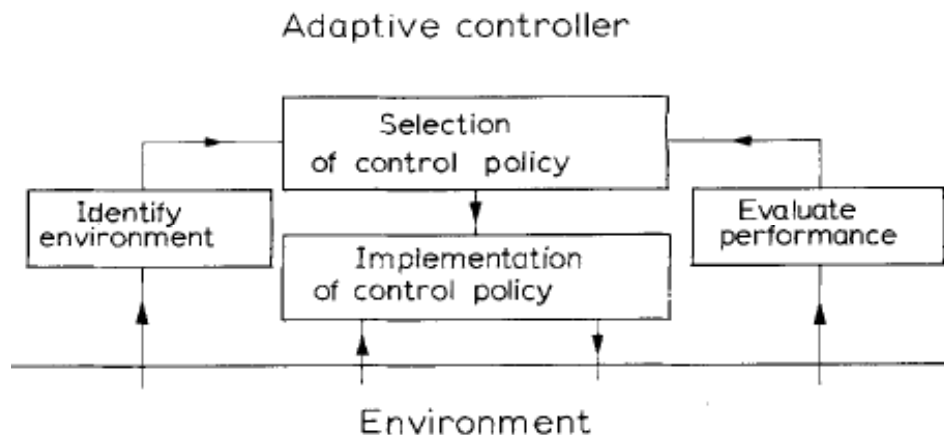 Adaptive controller
Selection
of control policy
Identify
environment
Evaluate
performance
Implementation
of control policy
Environment